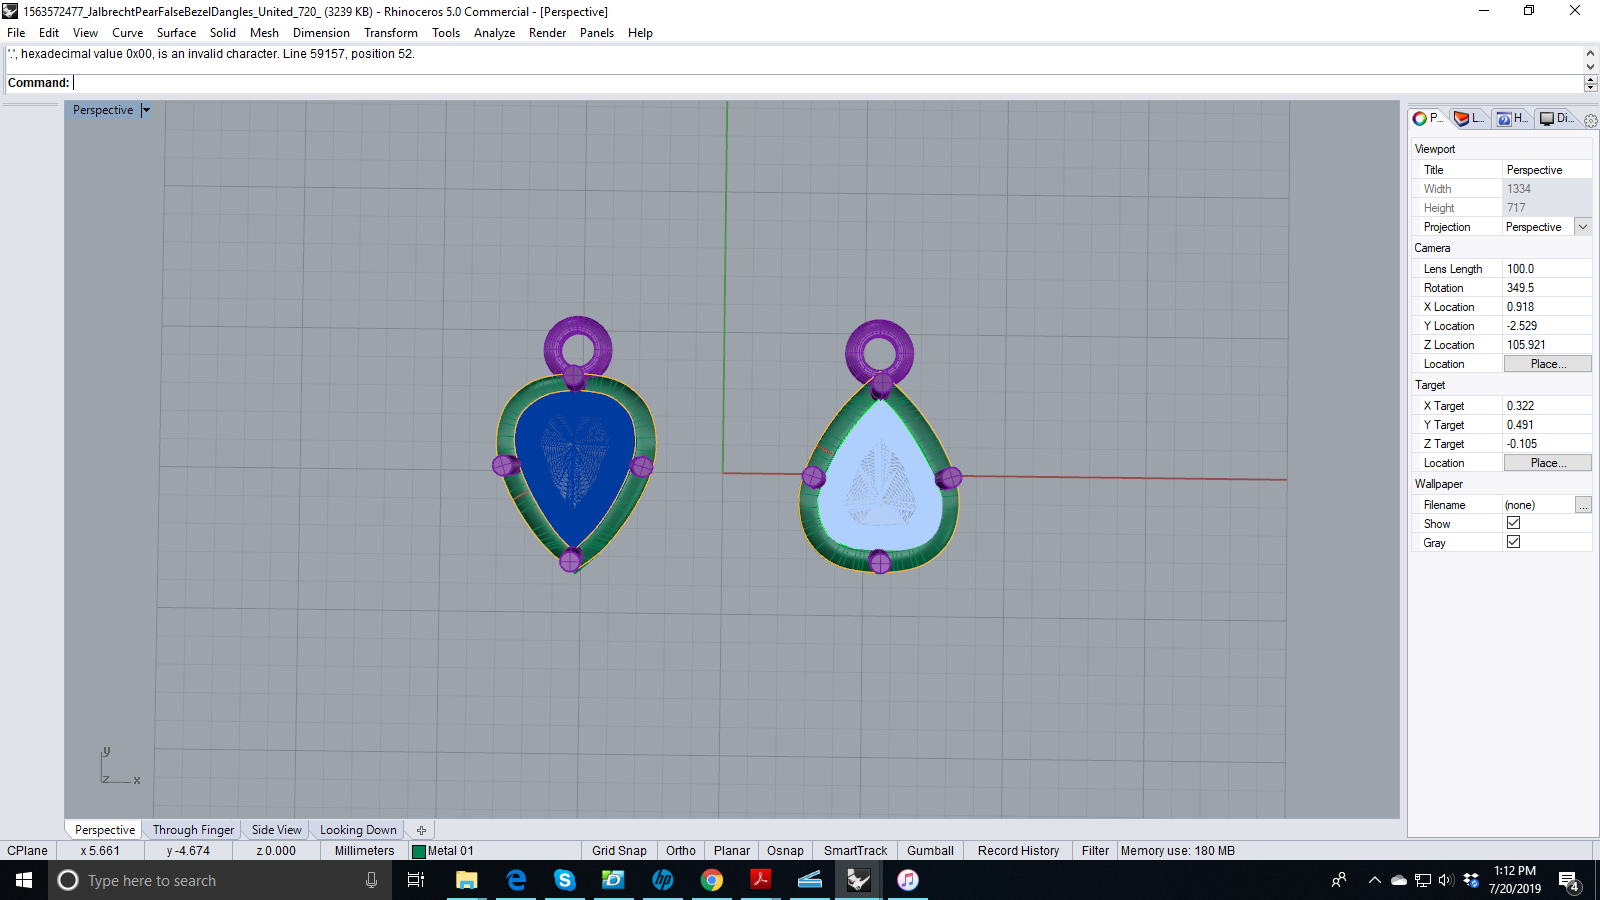 1563572477_JalbrechtPearFalseBezelDangles_United_720_ (3239 KB) - Rhinoceros 5.0 Commercial - [Perspective]
File Edit View Curve Surface Solid Mesh Dimension Transform Tools Analyze Render Panels Help
'.', hexadecimal value 0x00, is an invalid character. Line 59157, position 52.
Command:
Perspective
P... L... H... Di...
Viewport
Title Perspective
Width 1334
Height 717
Projection Perspective
Camera
Lens Length 100.0
Rotation 349.5
X Location 0.918
Y Location -2.529
Z Location 105.921
Location Place...
Target
X Target 0.322
Y Target 0.491
Z Target -0.105
Location Place...
Wallpaper
Filename (none) ...
Show
Gray
y
z x
Perspective Through Finger Side View Looking Down
CPlane x 5.661 y -4.674 z 0.000 Millimeters Metal 01 Grid Snap Ortho Planar Osnap SmartTrack Gumball Record History Filter Memory use: 180 MB
Type here to search
1:12 PM
7/20/2019
4